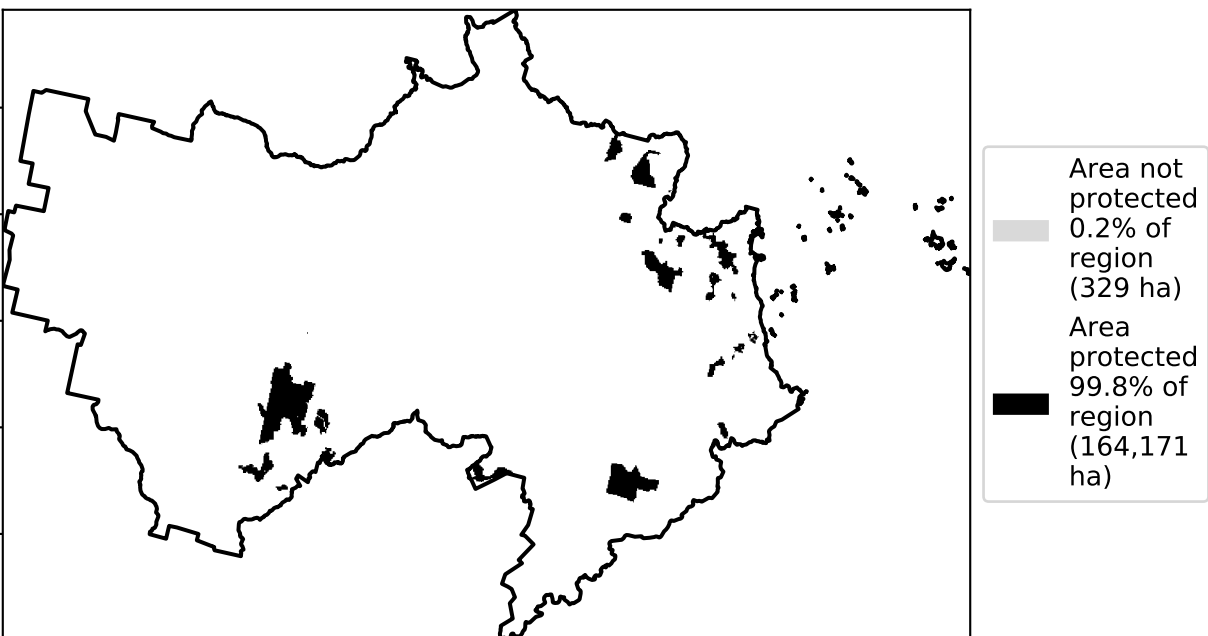 Area not
protected
0.2% of
region
(329 ha)
Area
protected
99.8% of
region
(164,171
ha)